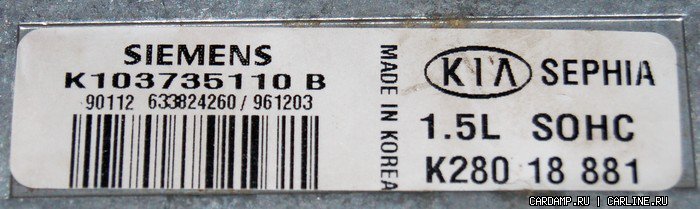 SIEMENS
K103735110 B
90112 633824260 / 961203
MADE IN KOREA
KIA SEPHIA
1.5L SOHC
K280 18 881
CARDAMP.RU | CARLINE.RU